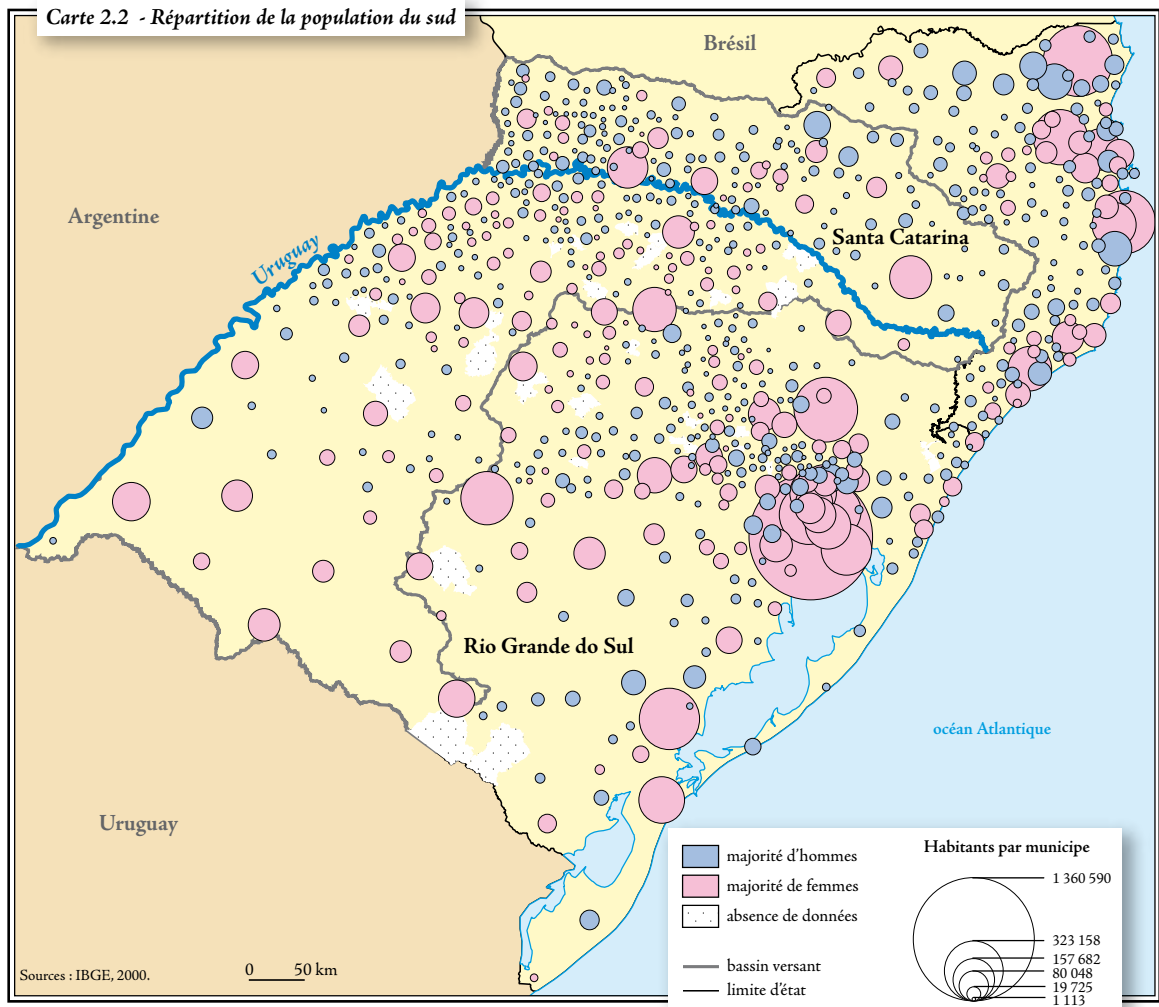 Carte 2.2 - Répartition de la population du sud
Brésil
Argentine
Uruguay
Santa Catarina
Rio Grande do Sul
océan Atlantique
Uruguay
majorité d'hommes
majorité de femmes
absence de données
bassin versant
limite d'état
Habitants par municipe
1 360 590
323 158
157 682
80 048
19 725
1 113
Sources : IBGE, 2000.
0 50 km